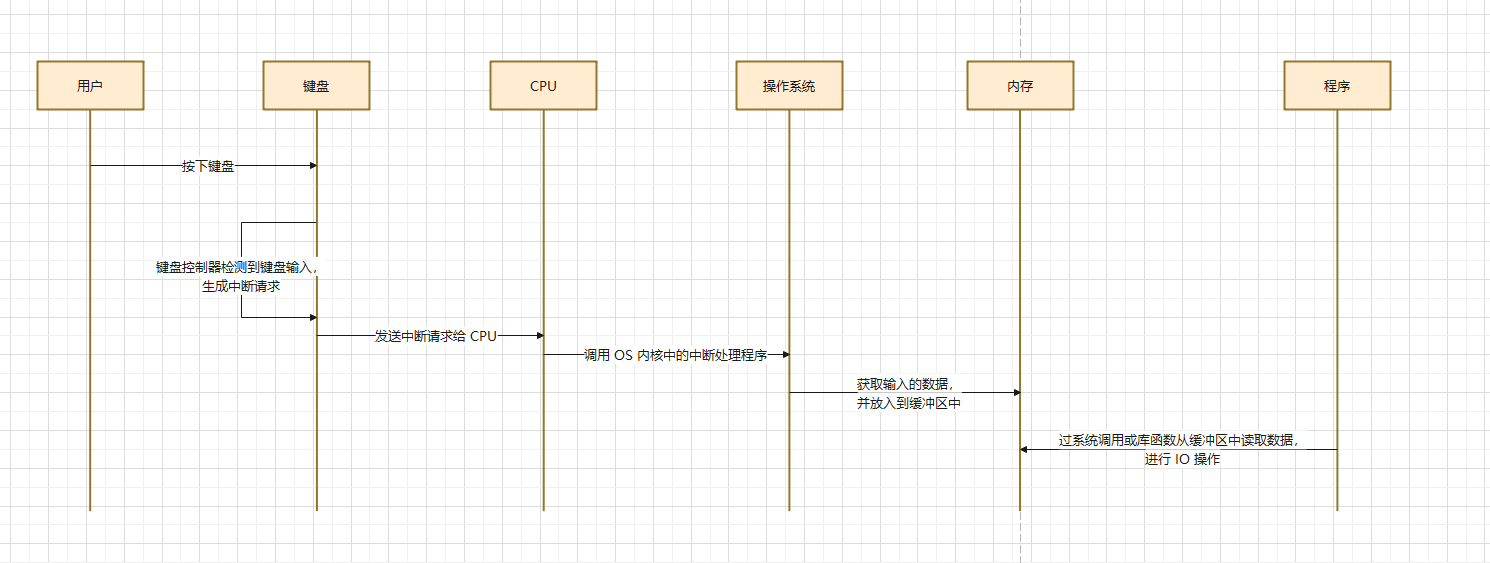 用户
键盘
CPU
操作系统
内存
程序
按下键盘
键盘控制器检测到键盘输入，
生成中断请求
发送中断请求给 CPU
调用 OS 内核中的中断处理程序
获取输入的数据，
并放入到缓冲区中
过系统调用或库函数从缓冲区中读取数据，
进行 IO 操作